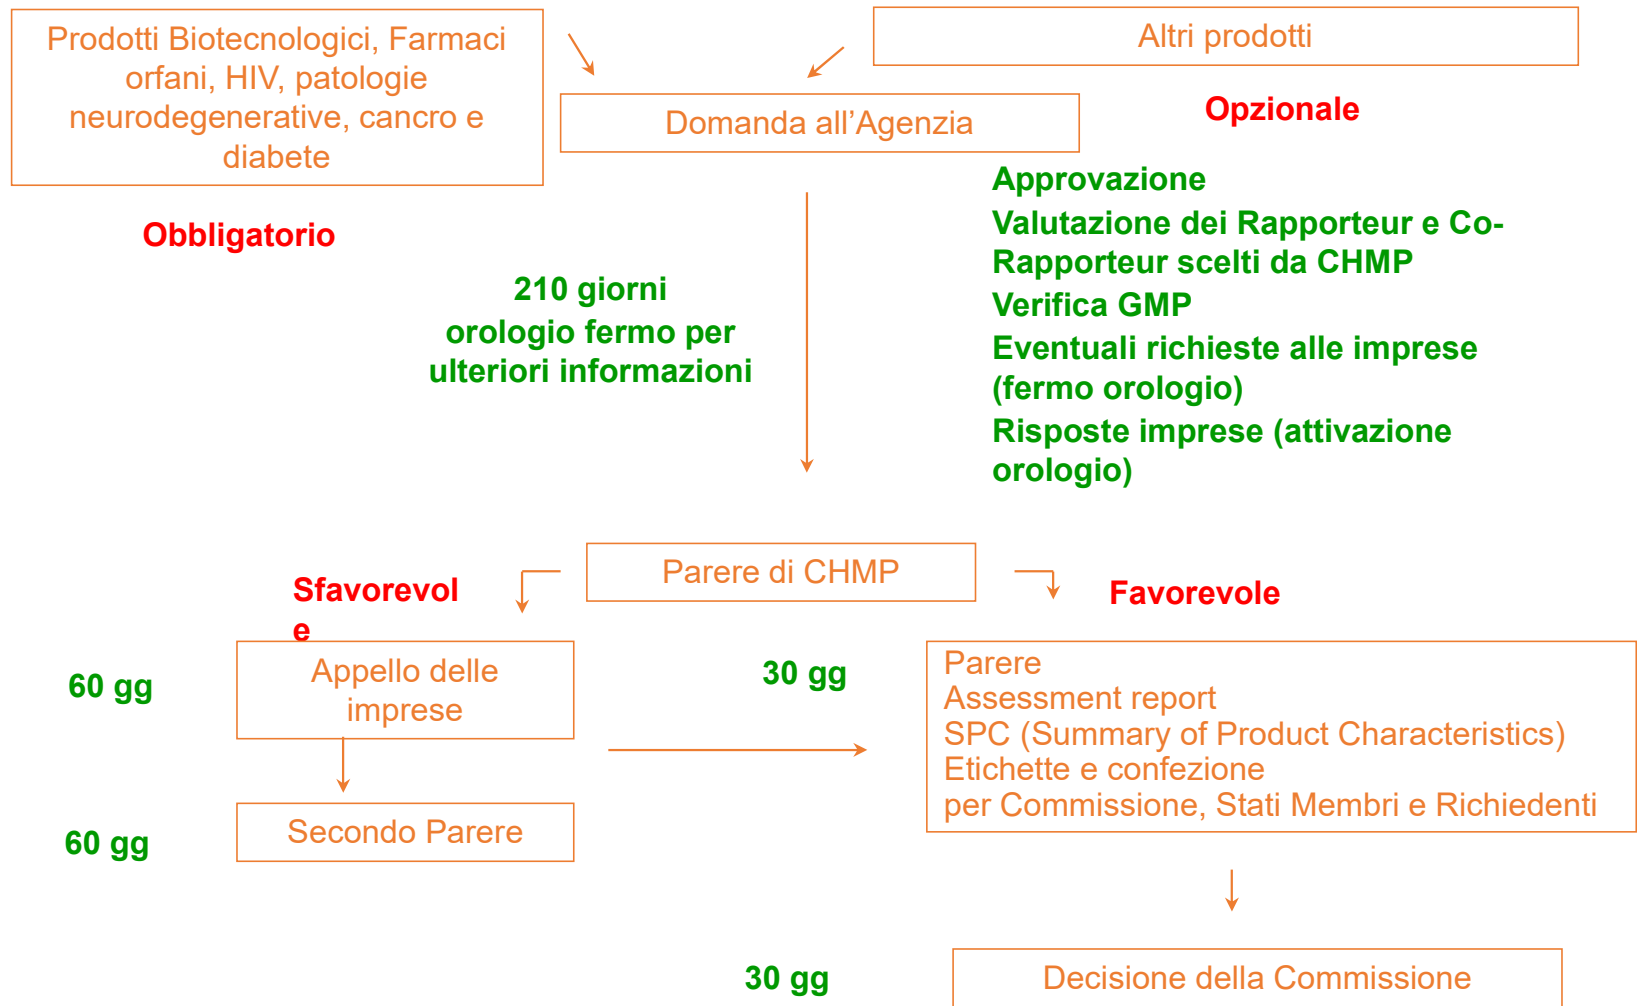 Prodotti Biotecnologici, Farmaci
orfani, HIV, patologie
neurodegenerative, cancro e
diabete
Altri prodotti
Domanda all’Agenzia
Opzionale
Obbligatorio
210 giorni
orologio fermo per
ulteriori informazioni
Approvazione
Valutazione dei Rapporteur e Co-
Rapporteur scelti da CHMP
Verifica GMP
Eventuali richieste alle imprese
(fermo orologio)
Risposte imprese (attivazione
orologio)
Parere di CHMP
Sfavorevol
e
Favorevole
60 gg
Appello delle
imprese
30 gg
Parere
Assessment report
SPC (Summary of Product Characteristics)
Etichette e confezione
per Commissione, Stati Membri e Richiedenti
60 gg
Secondo Parere
30 gg
Decisione della Commissione